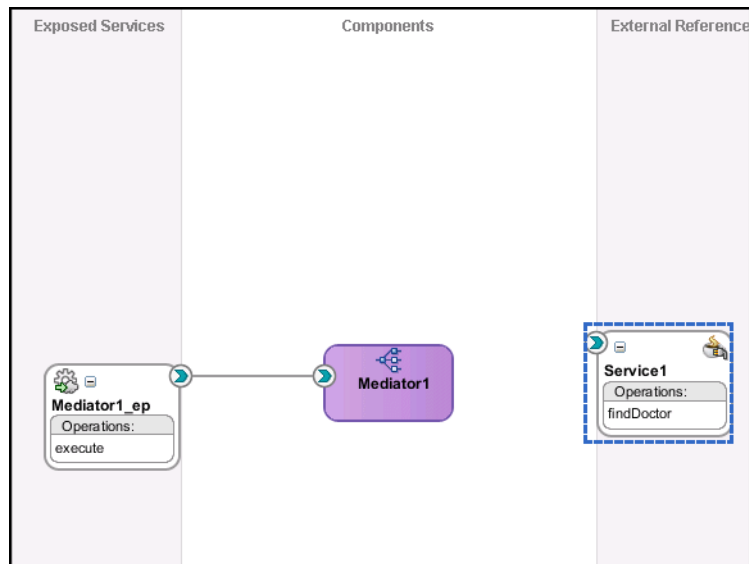 Exposed Services
Components
External Reference
Mediator1
Service1
Operations:
findDoctor
Mediator1_ep
Operations:
execute